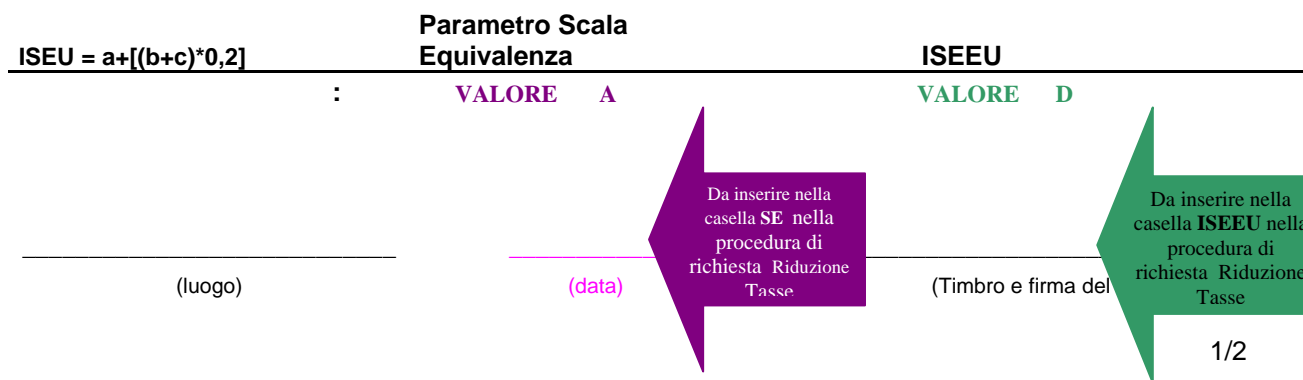 Parametro Scala
ISEU = a+[(b+c)*0,2] Equivalenza ISEEU
: VALORE A VALORE D
Da inserire nella
casella SE nella
procedura di
richiesta Riduzione
Tasse
Da inserire nella
casella ISEEU nella
procedura di
richiesta Riduzione
Tasse
(luogo) (data) (Timbro e firma del
1/2